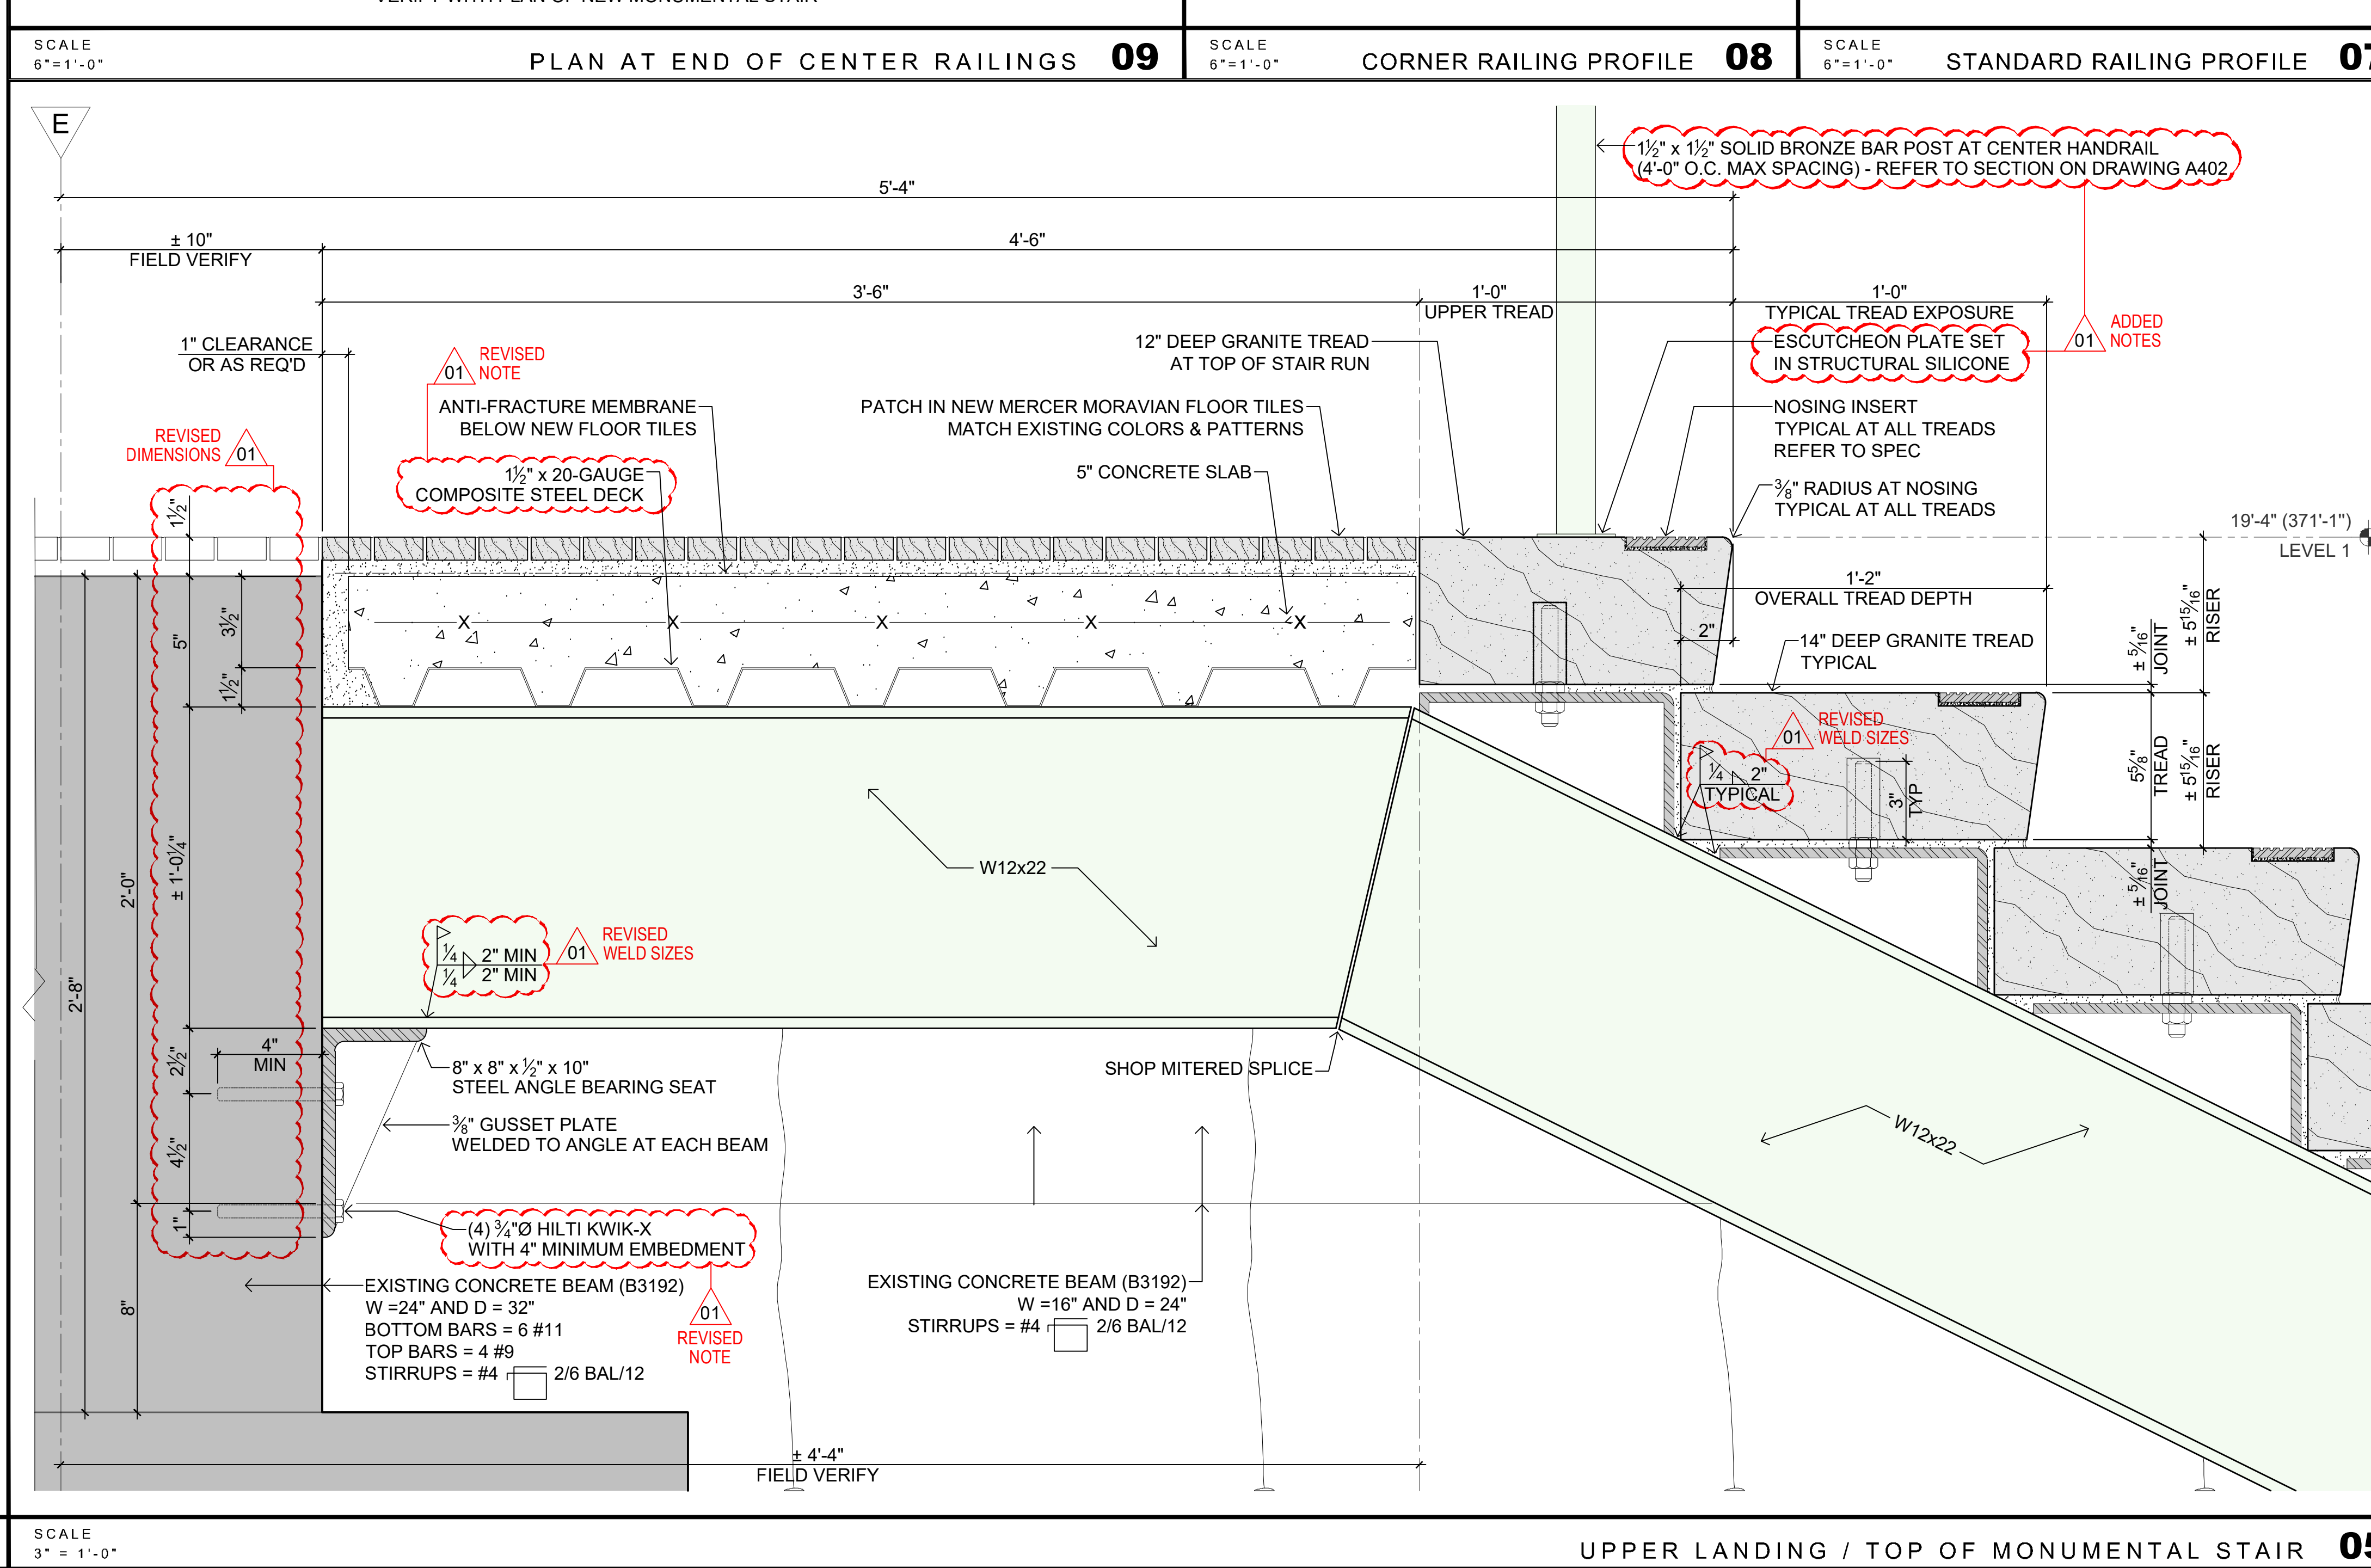 SCALE
6"=1'-0"
PLAN AT END OF CENTER RAILINGS 09
SCALE
6"=1'-0"
CORNER RAILING PROFILE 08
SCALE
6"=1'-0"
STANDARD RAILING PROFILE
E
1½" x 1½" SOLID BRONZE BAR POST AT CENTER HANDRAIL
(4'-0" O.C. MAX SPACING) - REFER TO SECTION ON DRAWING A402
5'-4"
± 10"
FIELD VERIFY
4'-6"
3'-6"
1'-0"
UPPER TREAD
1'-0"
TYPICAL TREAD EXPOSURE
1" CLEARANCE
OR AS REQ'D
01
REVISED
NOTE
12" DEEP GRANITE TREAD
AT TOP OF STAIR RUN
ESCUTCHEON PLATE SET
IN STRUCTURAL SILICONE
01
ADDED
NOTES
ANTI-FRACTURE MEMBRANE
BELOW NEW FLOOR TILES
PATCH IN NEW MERCER MORAVIAN FLOOR TILES
MATCH EXISTING COLORS & PATTERNS
NOSING INSERT
TYPICAL AT ALL TREADS
REFER TO SPEC
REVISED
DIMENSIONS
01
1½" x 20-GAUGE
COMPOSITE STEEL DECK
5" CONCRETE SLAB
⅜" RADIUS AT NOSING
TYPICAL AT ALL TREADS
19'-4" (371'-1")
LEVEL 1
1½"
5"
3½"
1½"
X
X
X
X
X
1'-2"
OVERALL TREAD DEPTH
2"
14" DEEP GRANITE TREAD
TYPICAL
± 5/16"
JOINT
± 5 15/16"
RISER
01
REVISED
WELD SIZES
¼
2"
TYPICAL
3"
TYP
5⅝"
TREAD
± 5 15/16"
RISER
± 5/16"
JOINT
2'-8"
2'-0"
± 1'-0¼"
W12x22
¼
2" MIN
¼
2" MIN
01
REVISED
WELD SIZES
2½"
4"
MIN
8" x 8" x ½" x 10"
STEEL ANGLE BEARING SEAT
SHOP MITERED SPLICE
⅜" GUSSET PLATE
WELDED TO ANGLE AT EACH BEAM
W12x22
4½"
1"
(4) ¾"Ø HILTI KWIK-X
WITH 4" MINIMUM EMBEDMENT
01
REVISED
NOTE
8"
EXISTING CONCRETE BEAM (B3192)
W =24" AND D = 32"
BOTTOM BARS = 6 #11
TOP BARS = 4 #9
STIRRUPS = #4 2/6 BAL/12
EXISTING CONCRETE BEAM (B3192)
W =16" AND D = 24"
STIRRUPS = #4 2/6 BAL/12
± 4'-4"
FIELD VERIFY
SCALE
3" = 1'-0"
UPPER LANDING / TOP OF MONUMENTAL STAIR